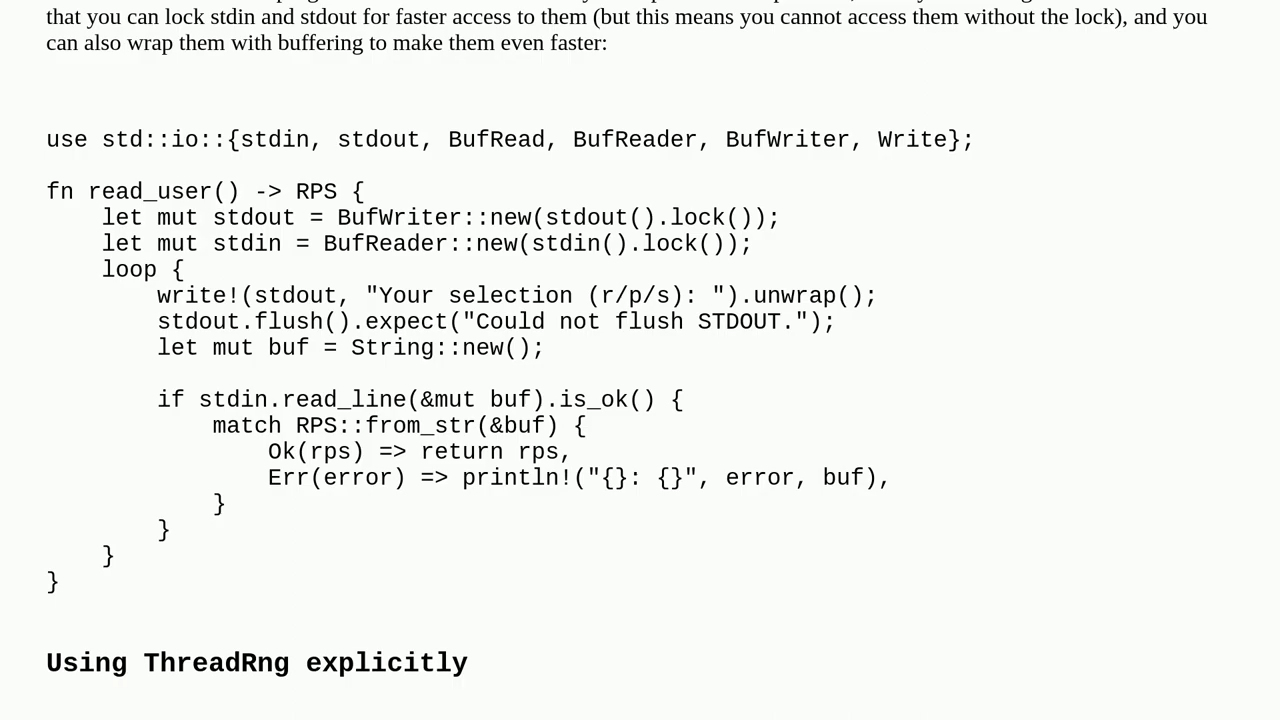 that you can lock stdin and stdout for faster access to them (but this means you cannot access them without the lock), and you
can also wrap them with buffering to make them even faster:
use std::io::{stdin, stdout, BufRead, BufReader, BufWriter, Write};
fn read_user() -> RPS {
    let mut stdout = BufWriter::new(stdout().lock());
    let mut stdin = BufReader::new(stdin().lock());
    loop {
        write!(stdout, "Your selection (r/p/s): ").unwrap();
        stdout.flush().expect("Could not flush STDOUT.");
        let mut buf = String::new();
        if stdin.read_line(&mut buf).is_ok() {
            match RPS::from_str(&buf) {
                Ok(rps) => return rps,
                Err(error) => println!("{}: {}", error, buf),
            }
        }
    }
}
Using ThreadRng explicitly